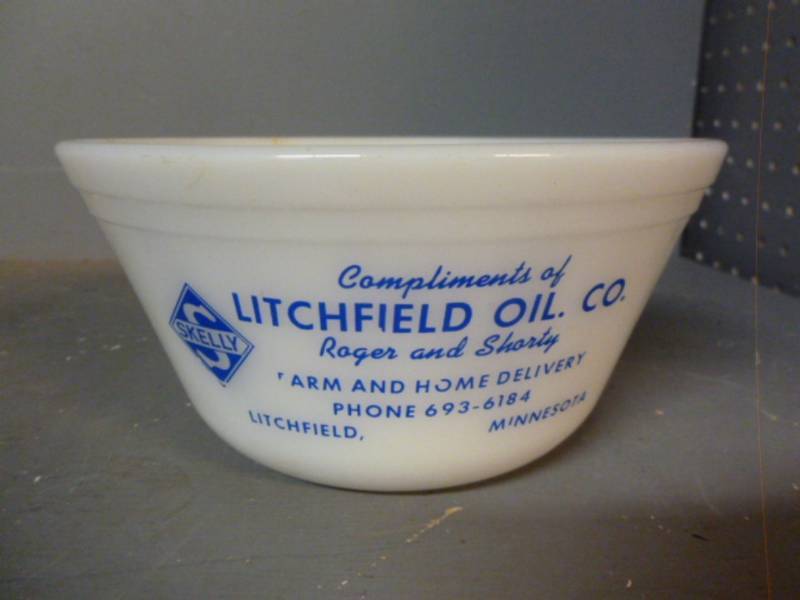 Compliments of
LITCHFIELD OIL. CO.
SKELLY
Roger and Shorty
FARM AND HOME DELIVERY
PHONE 693-6184
LITCHFIELD, MINNESOTA